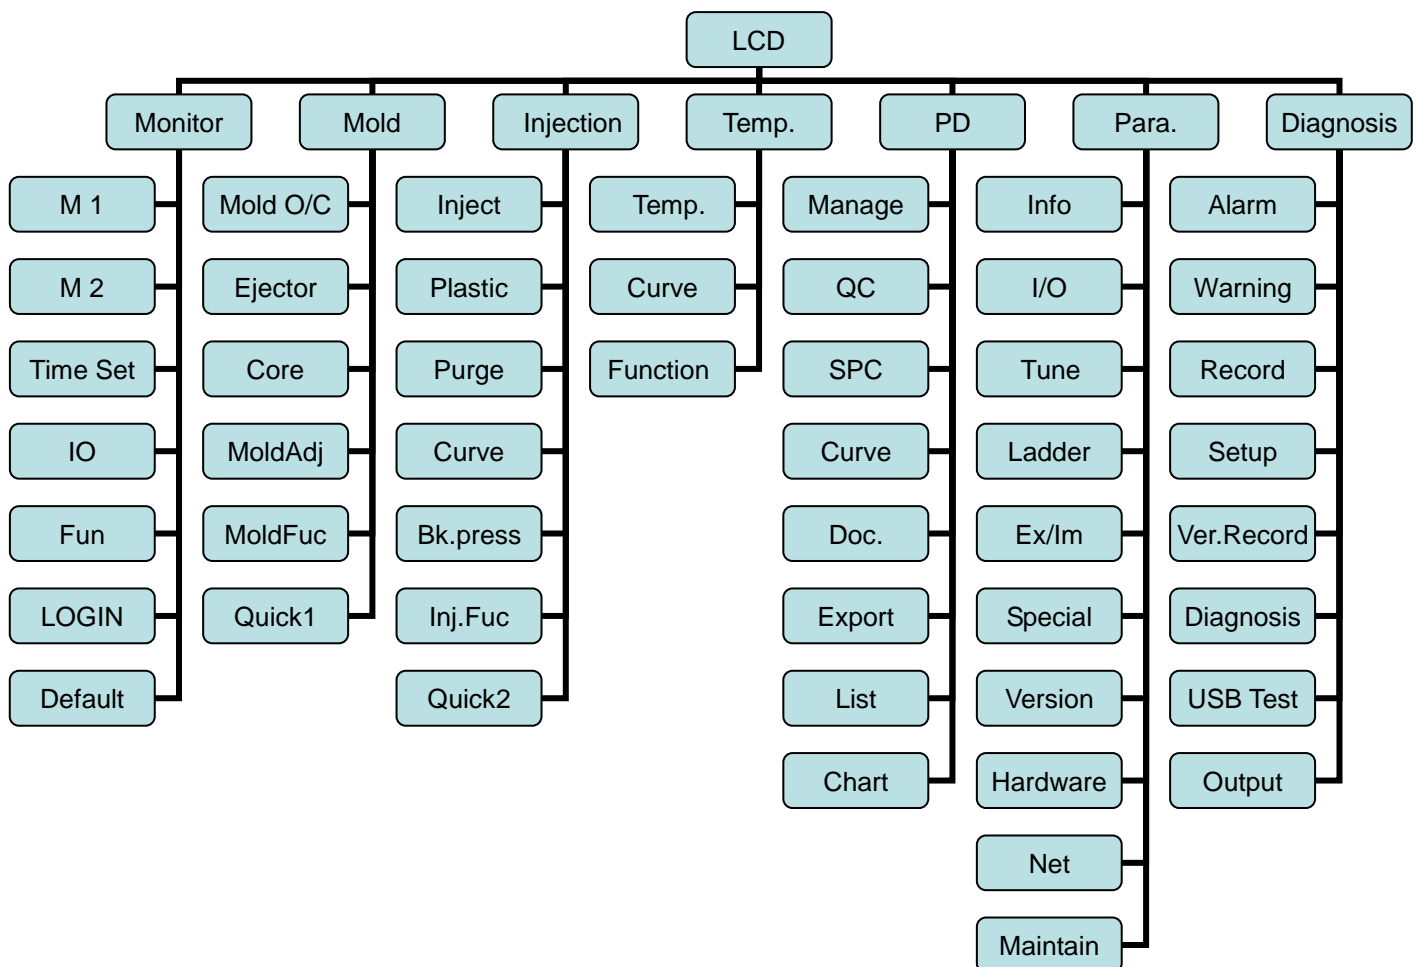 LCD
Monitor
Mold
Injection
Temp.
PD
Para.
Diagnosis
M 1
Mold O/C
Inject
Temp.
Manage
Info
Alarm
M 2
Ejector
Plastic
Curve
QC
I/O
Warning
Time Set
Core
Purge
Function
SPC
Tune
Record
IO
MoldAdj
Curve
Curve
Ladder
Setup
Fun
MoldFuc
Bk.press
Doc.
Ex/Im
Ver.Record
LOGIN
Quick1
Inj.Fuc
Export
Special
Diagnosis
Default
Quick2
List
Version
USB Test
Chart
Hardware
Output
Net
Maintain